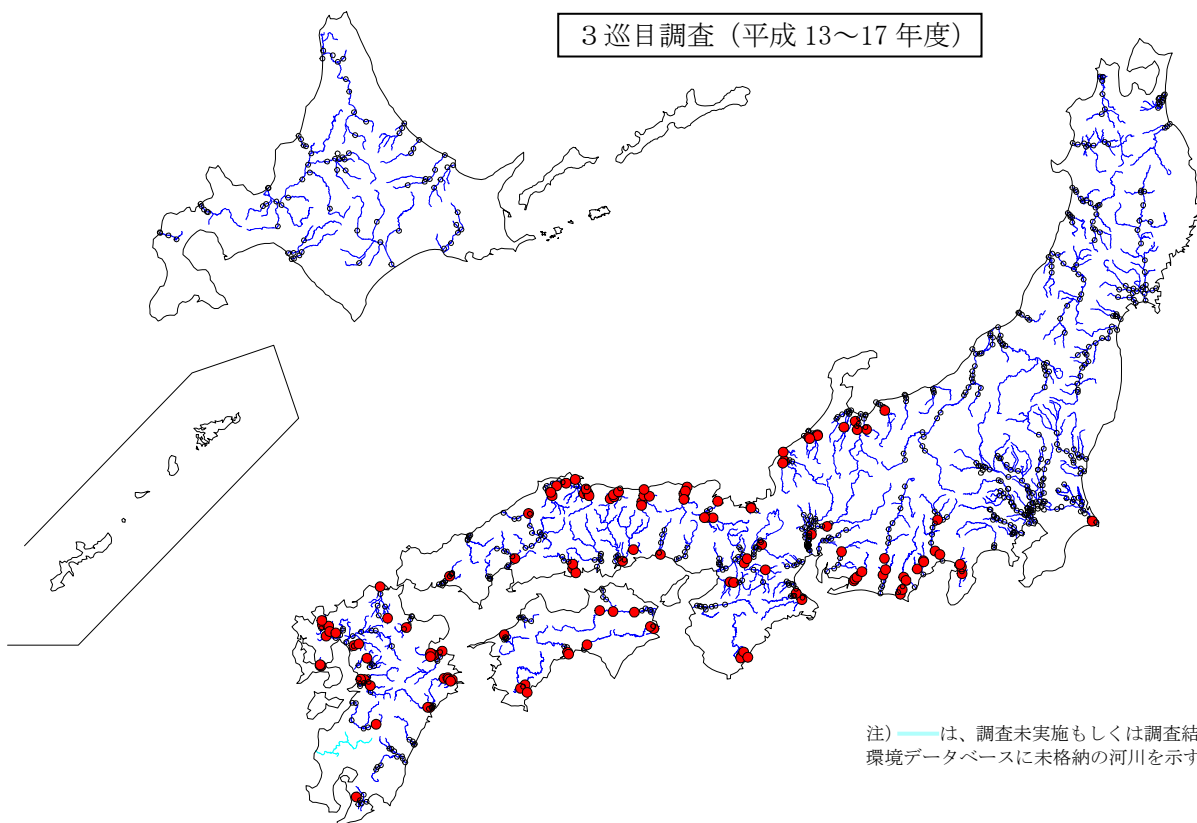 3巡目調査（平成 13～17 年度）
注）　　は、調査未実施もしくは調査結
環境データベースに未格納の河川を示す